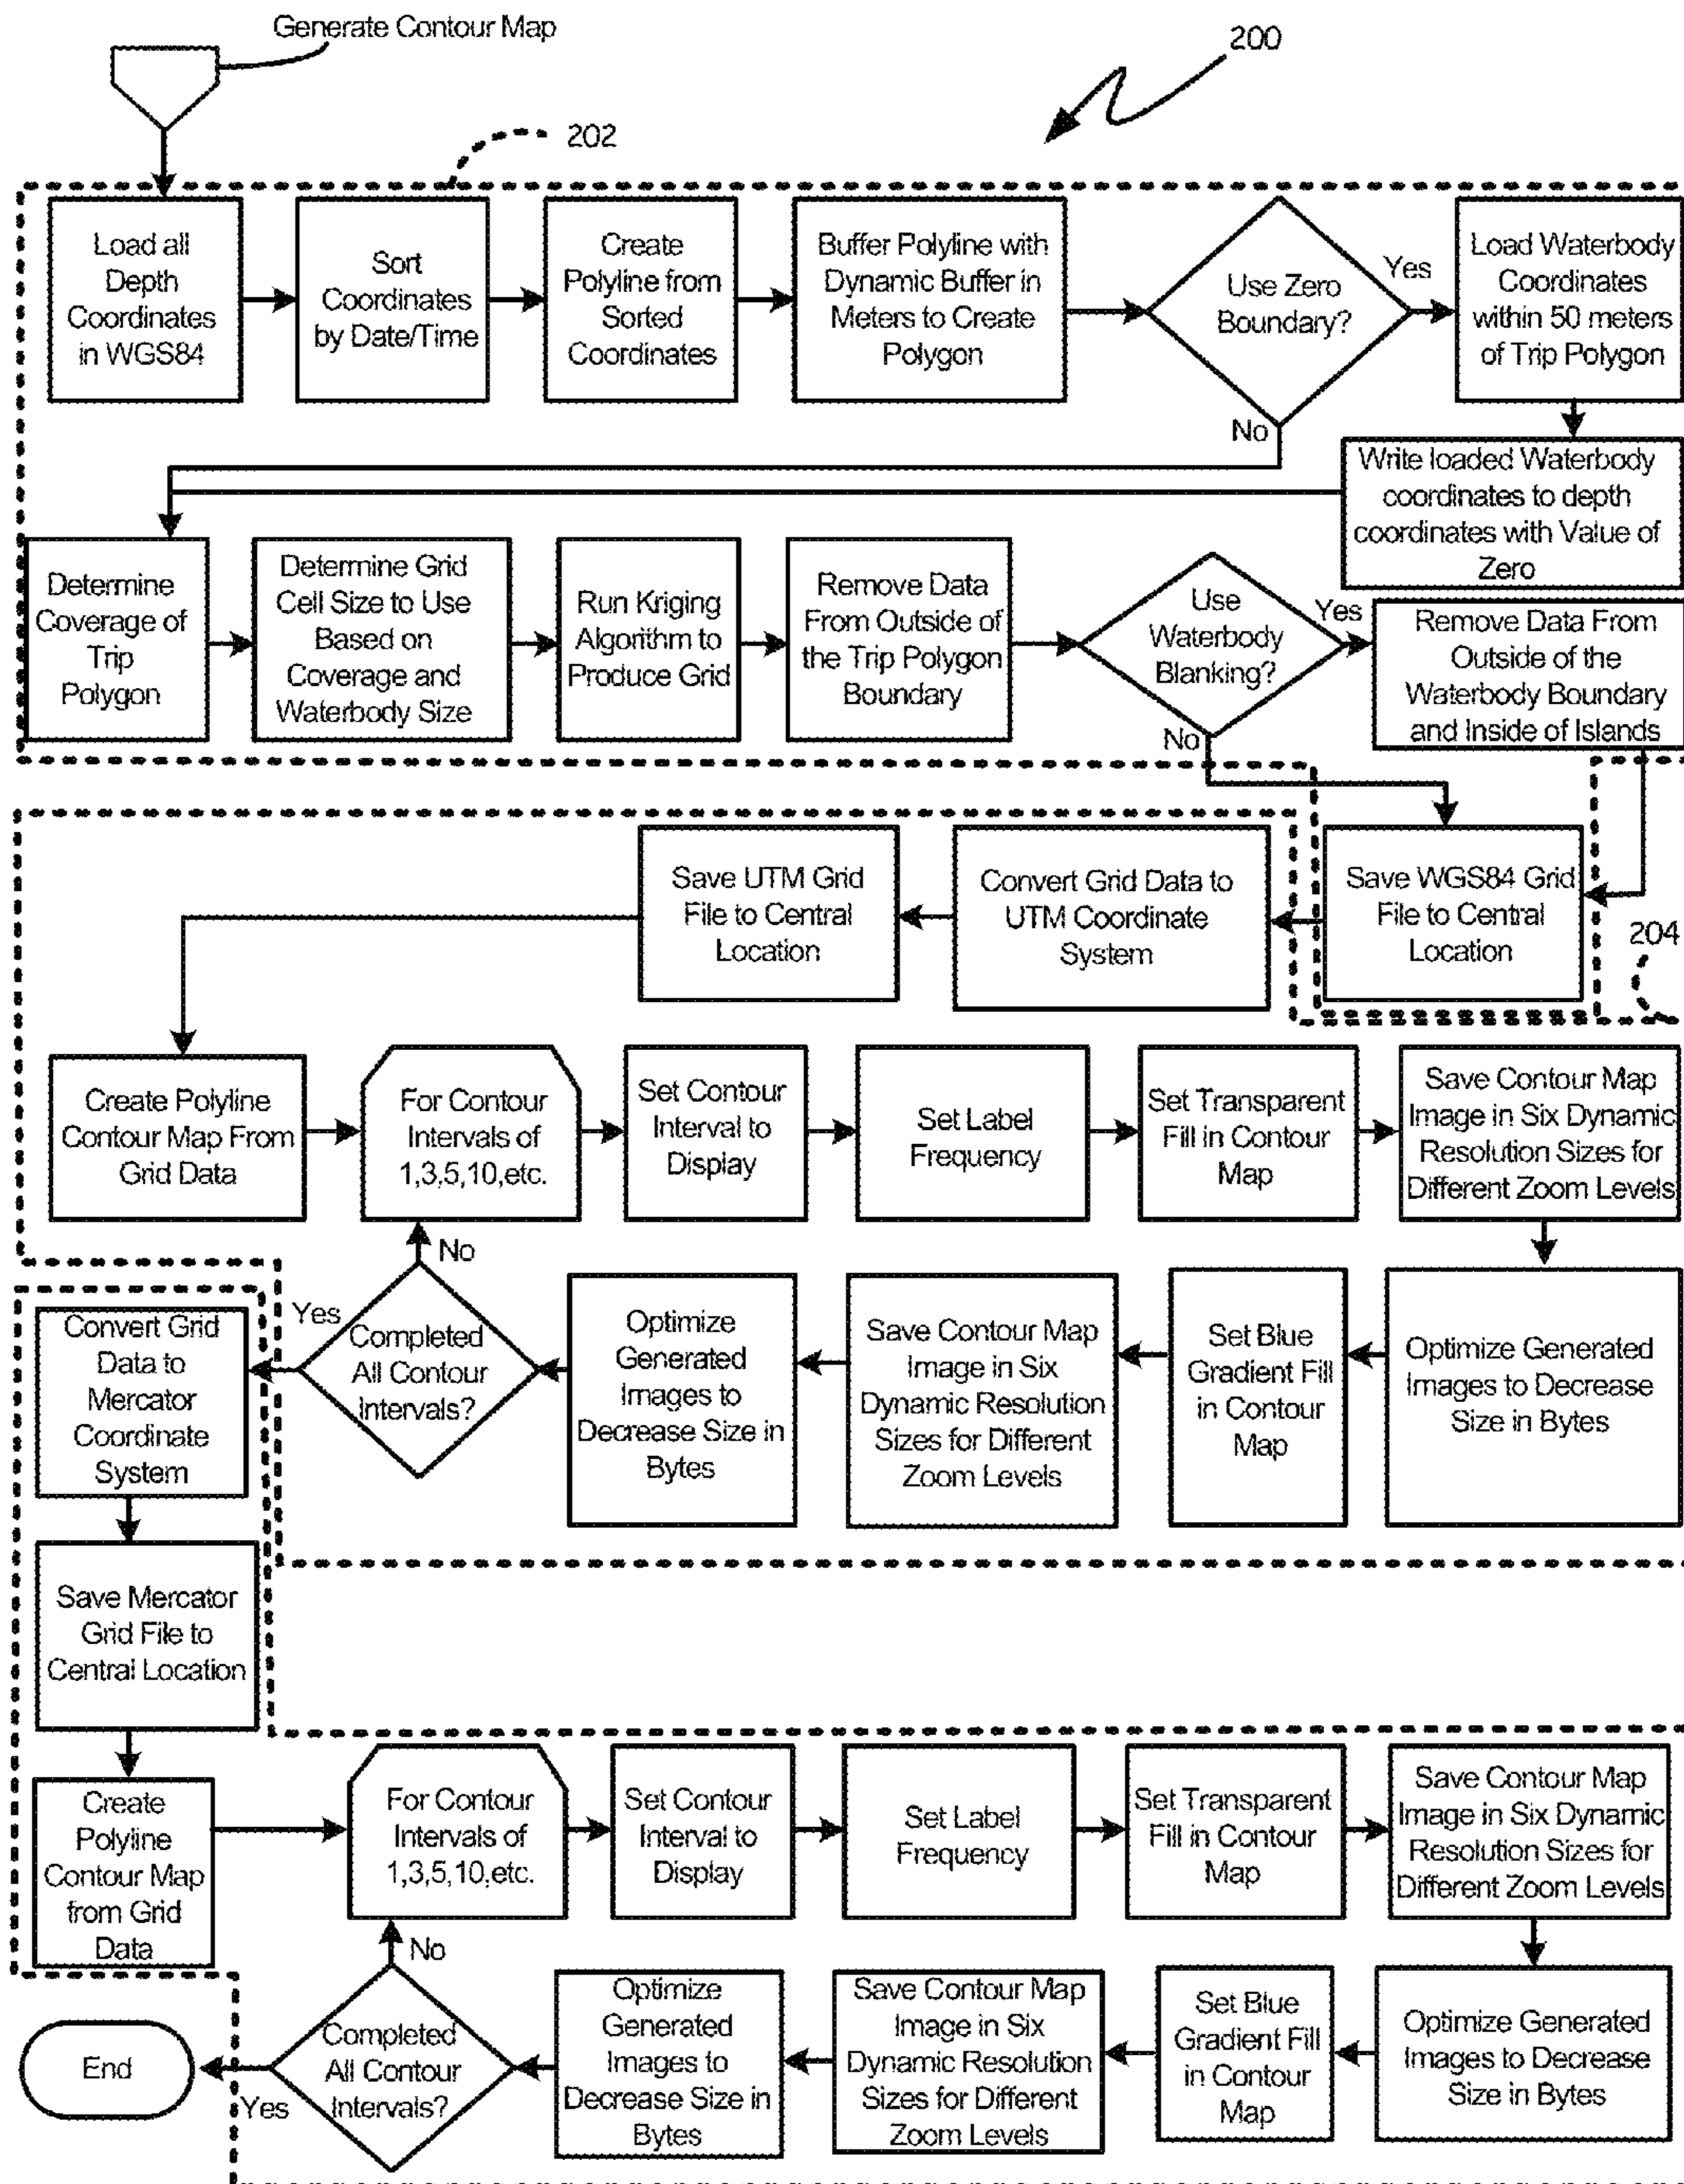 Generate Contour Map
200
202
Load all
Depth
Coordinates
in WGS84
Sort
Coordinates
by Date/Time
Create
Polyline from
Sorted
Coordinates
Buffer Polyline with
Dynamic Buffer in
Meters to Create
Polygon
Use Zero
Boundary?
Yes
No
Load Waterbody
Coordinates
within 50 meters
of Trip Polygon
Write loaded Waterbody
coordinates to depth
coordinates with Value of
Zero
Determine
Coverage of
Trip
Polygon
Determine Grid
Cell Size to Use
Based on
Coverage and
Waterbody Size
Run Kriging
Algorithm to
Produce Grid
Remove Data
From Outside of
the Trip Polygon
Boundary
Use
Waterbody
Blanking?
Yes
No
Remove Data From
Outside of the
Waterbody Boundary
and Inside of Islands
Save WGS84 Grid
File to Central
Location
204
Convert Grid Data to
UTM Coordinate
System
Save UTM Grid
File to Central
Location
Create Polyline
Contour Map From
Grid Data
For Contour
Intervals of
1,3,5,10,etc.
Set Contour
Interval to
Display
Set Label
Frequency
Set Transparent
Fill in Contour
Map
Save Contour Map
Image in Six Dynamic
Resolution Sizes for
Different Zoom Levels
Optimize Generated
Images to Decrease
Size in Bytes
Set Blue
Gradient Fill
in Contour
Map
Save Contour Map
Image in Six
Dynamic Resolution
Sizes for Different
Zoom Levels
Optimize
Generated
Images to
Decrease Size in
Bytes
Completed
All Contour
Intervals?
No
Yes
Convert Grid
Data to
Mercator
Coordinate
System
Save Mercator
Grid File to
Central Location
Create
Polyline
Contour Map
from Grid
Data
For Contour
Intervals of
1,3,5,10,etc.
Set Contour
Interval to
Display
Set Label
Frequency
Set Transparent
Fill in Contour
Map
Save Contour Map
Image in Six Dynamic
Resolution Sizes for
Different Zoom Levels
Optimize Generated
Images to Decrease
Size in Bytes
Set Blue
Gradient Fill
in Contour
Map
Save Contour Map
Image in Six
Dynamic Resolution
Sizes for Different
Zoom Levels
Optimize
Generated
Images to
Decrease Size in
Bytes
Completed
All Contour
Intervals?
No
Yes
End